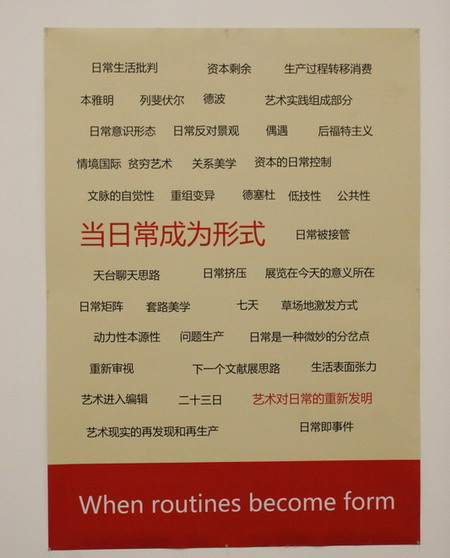 日常生活批判 资本剩余 生产过程转移消费
本雅明 列斐伏尔 德波 艺术实践组成部分
日常意识形态 日常反对景观 偶遇 后福特主义
情境国际 贫穷艺术 关系美学 资本的日常控制
文脉的自觉性 重组变异 德塞杜 低技性 公共性
当日常成为形式 日常被接管
天台聊天思路 日常挤压 展览在今天的意义所在
日常矩阵 套路美学 七天 草场地激发方式
动力性本源性 问题生产 日常是一种微妙的分岔点
重新审视 下一个文献展思路 生活表面张力
艺术进入编辑 二十三日 艺术对日常的重新发明
艺术现实的再发现和再生产 日常即事件
When routines become form